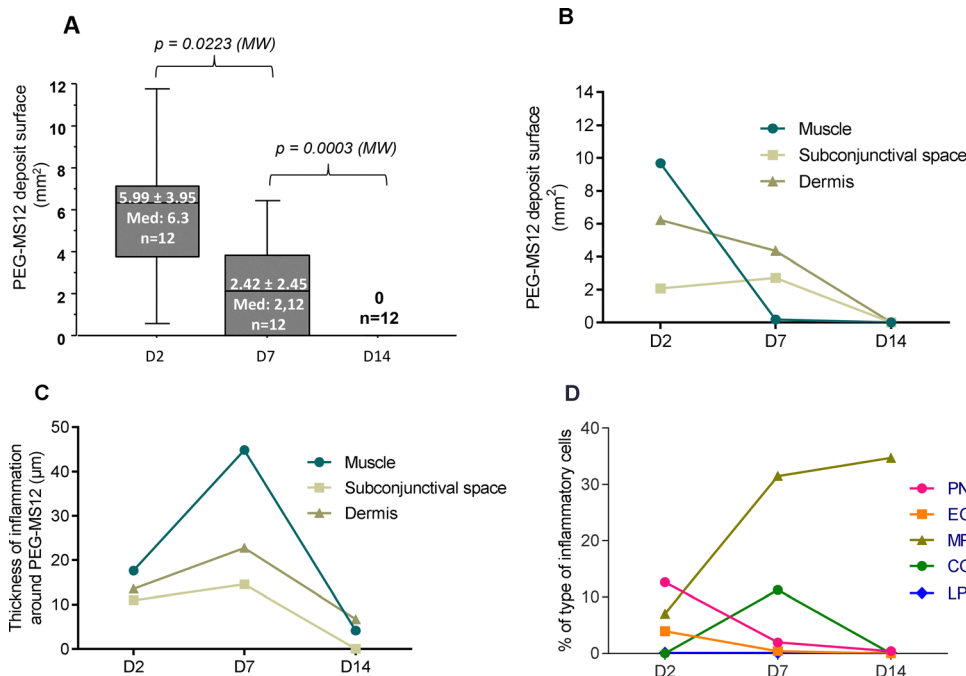 A
p = 0.0223 (MW)
p = 0.0003 (MW)
PEG-MS12 deposit surface
(mm²)
12
10
8
6
4
2
0
5.99 ± 3.95
Med: 6.3
n=12
2.42 ± 2.45
Med: 2,12
n=12
0
n=12
D2
D7
D14
B
PEG-MS12 deposit surface
(mm²)
14
12
10
8
6
4
2
0
Muscle
Subconjunctival space
Dermis
D2
D7
D14
C
Thickness of inflammation
around PEG-MS12 (µm)
50
40
30
20
10
0
Muscle
Subconjunctival space
Dermis
D2
D7
D14
D
% of type of inflammatory cells
40
30
20
10
0
PN
EO
MP
LP
D2
D7
D14